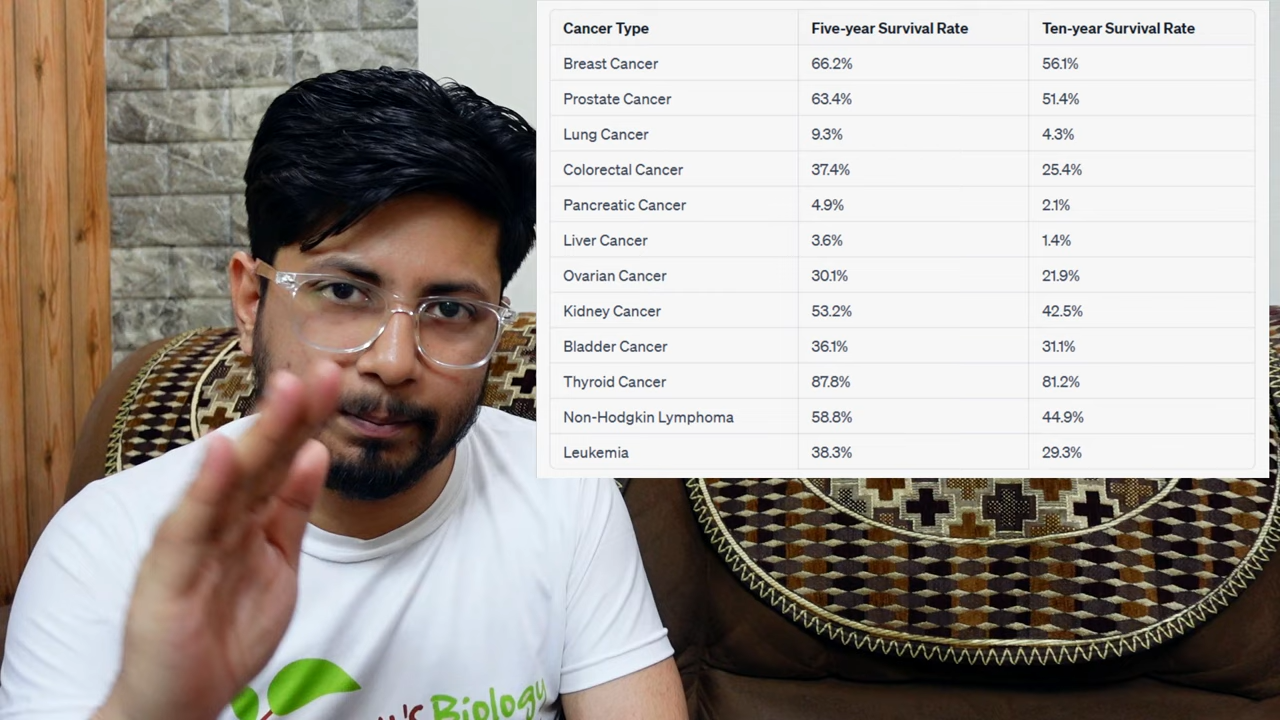 Cancer Type Five-year Survival Rate Ten-year Survival Rate
Breast Cancer 66.2% 56.1%
Prostate Cancer 63.4% 51.4%
Lung Cancer 9.3% 4.3%
Colorectal Cancer 37.4% 25.4%
Pancreatic Cancer 4.9% 2.1%
Liver Cancer 3.6% 1.4%
Ovarian Cancer 30.1% 21.9%
Kidney Cancer 53.2% 42.5%
Bladder Cancer 36.1% 31.1%
Thyroid Cancer 87.8% 81.2%
Non-Hodgkin Lymphoma 58.8% 44.9%
Leukemia 38.3% 29.3%
Biology